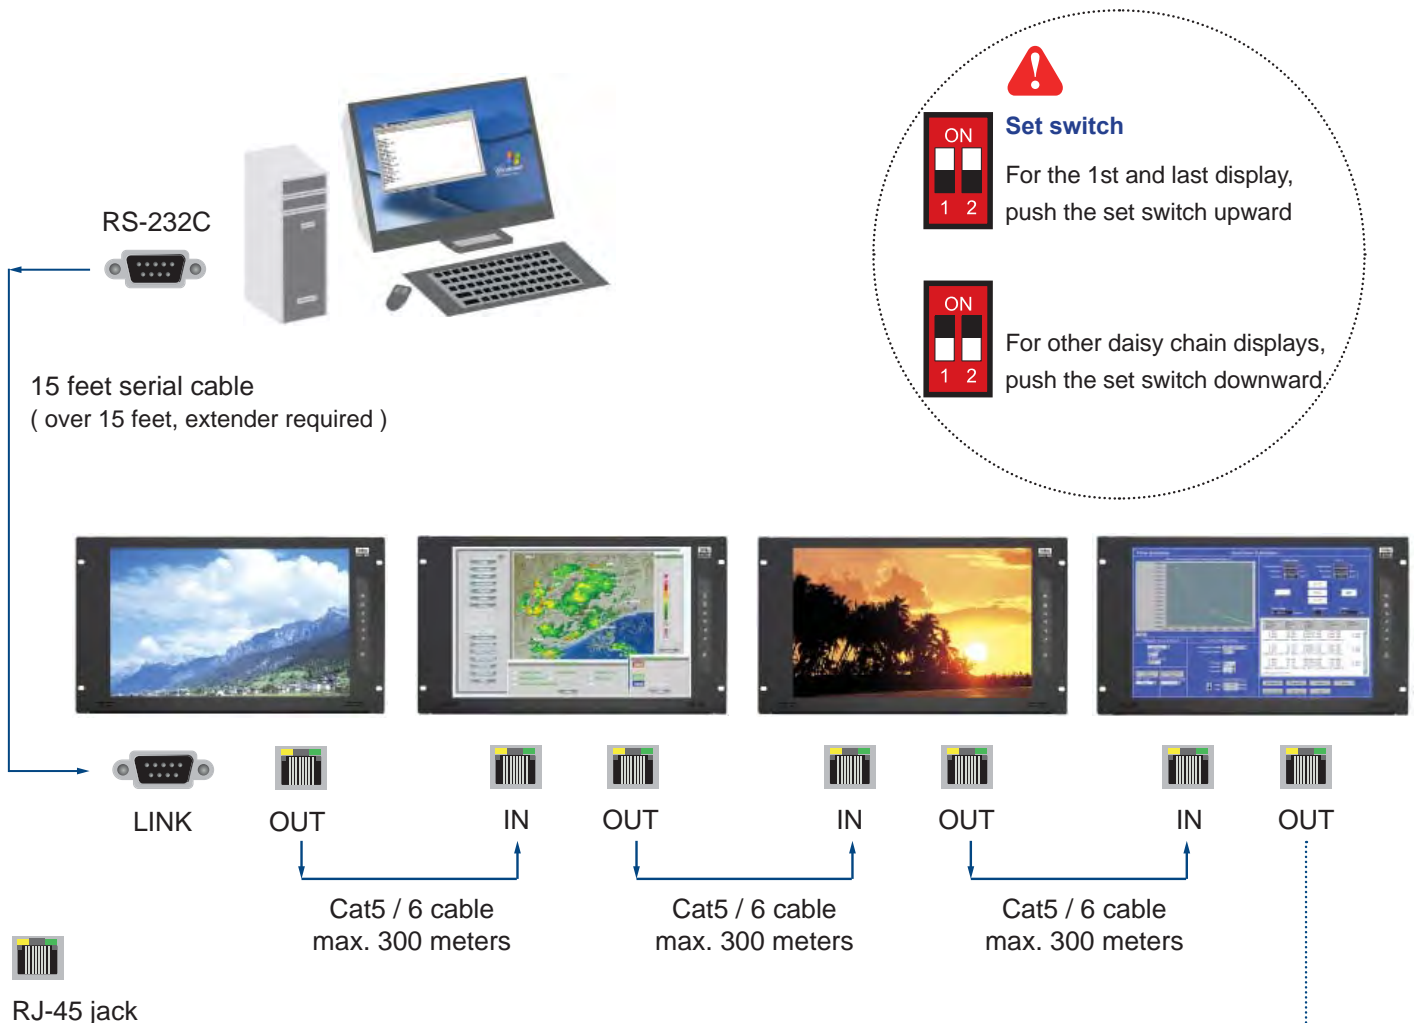 Set switch
ON
1 2
For the 1st and last display,
push the set switch upward
ON
1 2
For other daisy chain displays,
push the set switch downward.
RS-232C
Windows
15 feet serial cable
( over 15 feet, extender required )
LINK
OUT
IN
OUT
IN
OUT
IN
OUT
Cat5 / 6 cable
max. 300 meters
Cat5 / 6 cable
max. 300 meters
Cat5 / 6 cable
max. 300 meters
RJ-45 jack